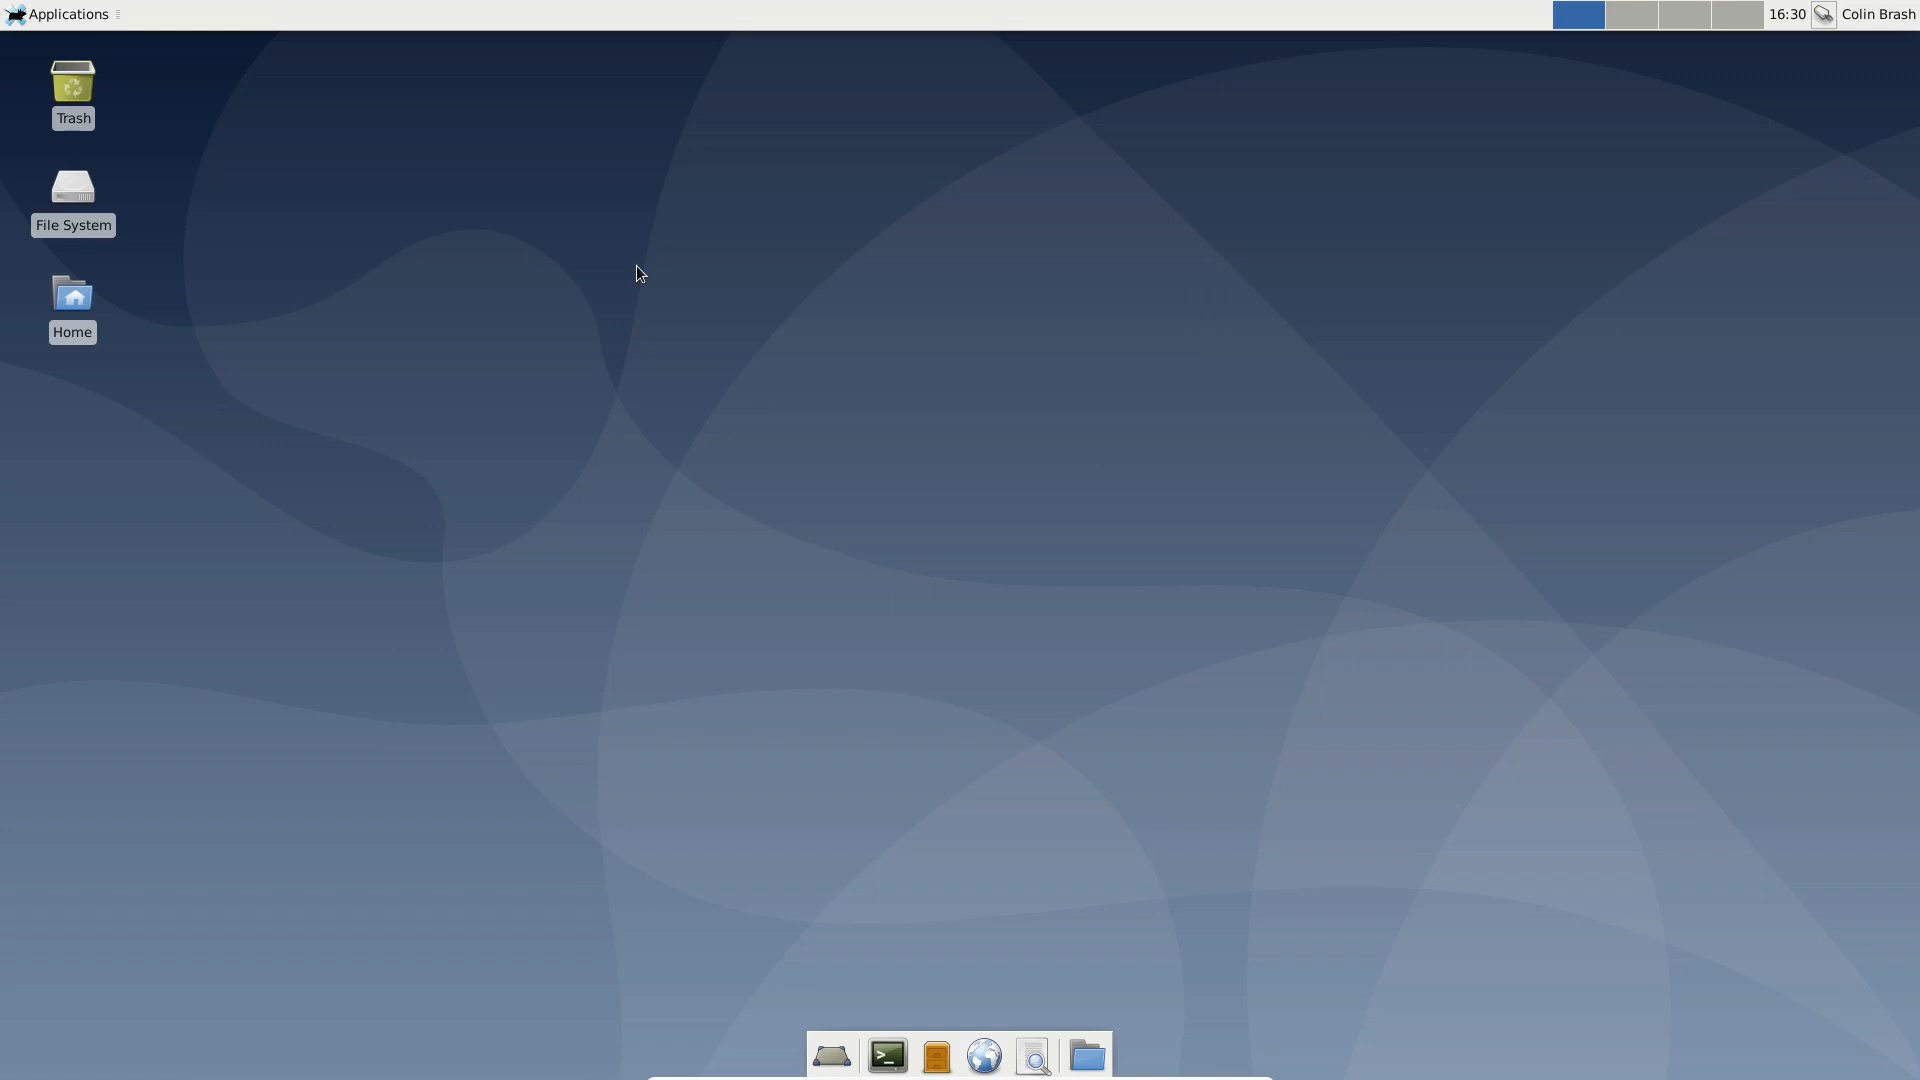 Applications
16:30
Colin Brash
Trash
File System
Home
>_